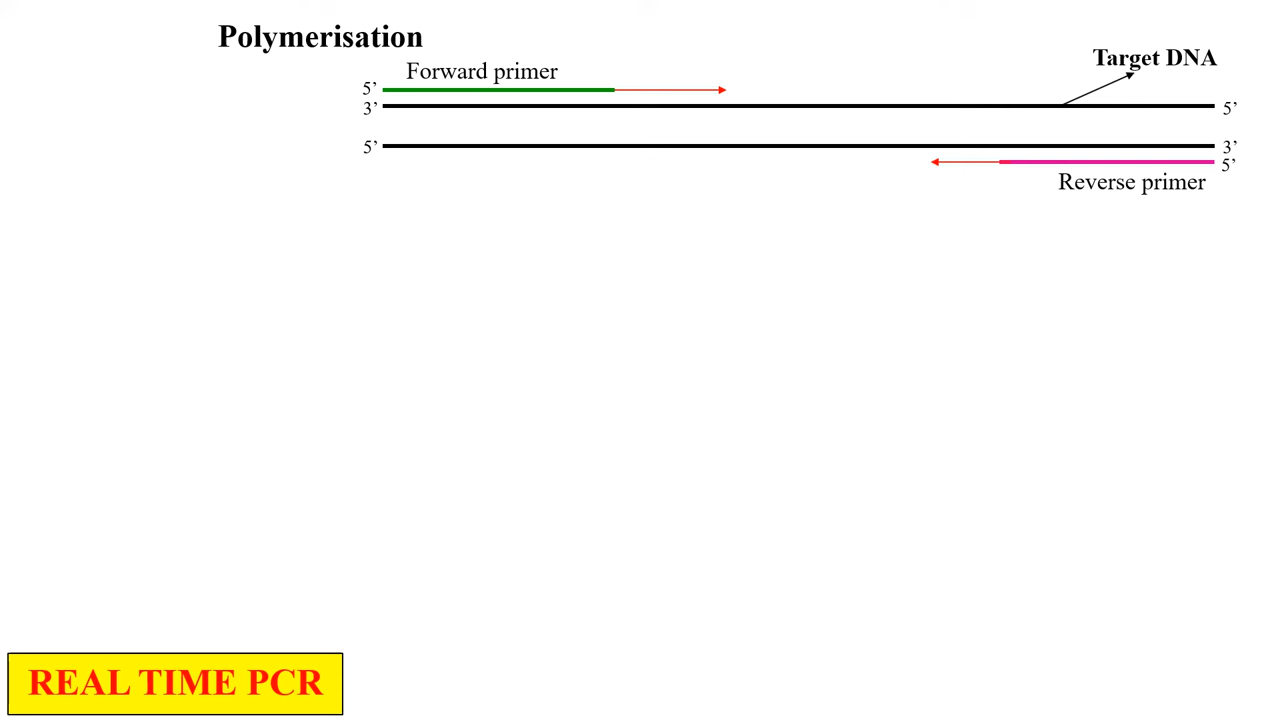 Polymerisation
Forward primer
Target DNA
5’
3’
5’
5’
3’
5’
Reverse primer
REAL TIME PCR